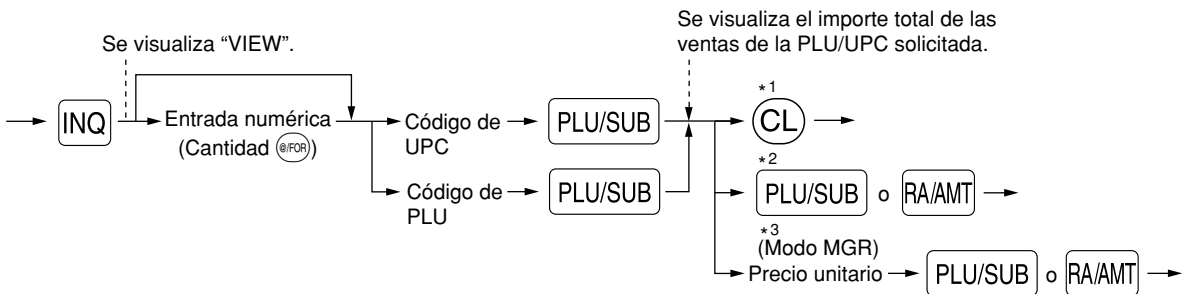 Se visualiza el importe total de las
ventas de la PLU/UPC solicitada.
Se visualiza “VIEW”.
INQ
Entrada numérica
(Cantidad @/FOR)
Código de
UPC
PLU/SUB
Código de
PLU
PLU/SUB
*1
CL
*2
PLU/SUB o RA/AMT
*3
(Modo MGR)
Precio unitario PLU/SUB o RA/AMT